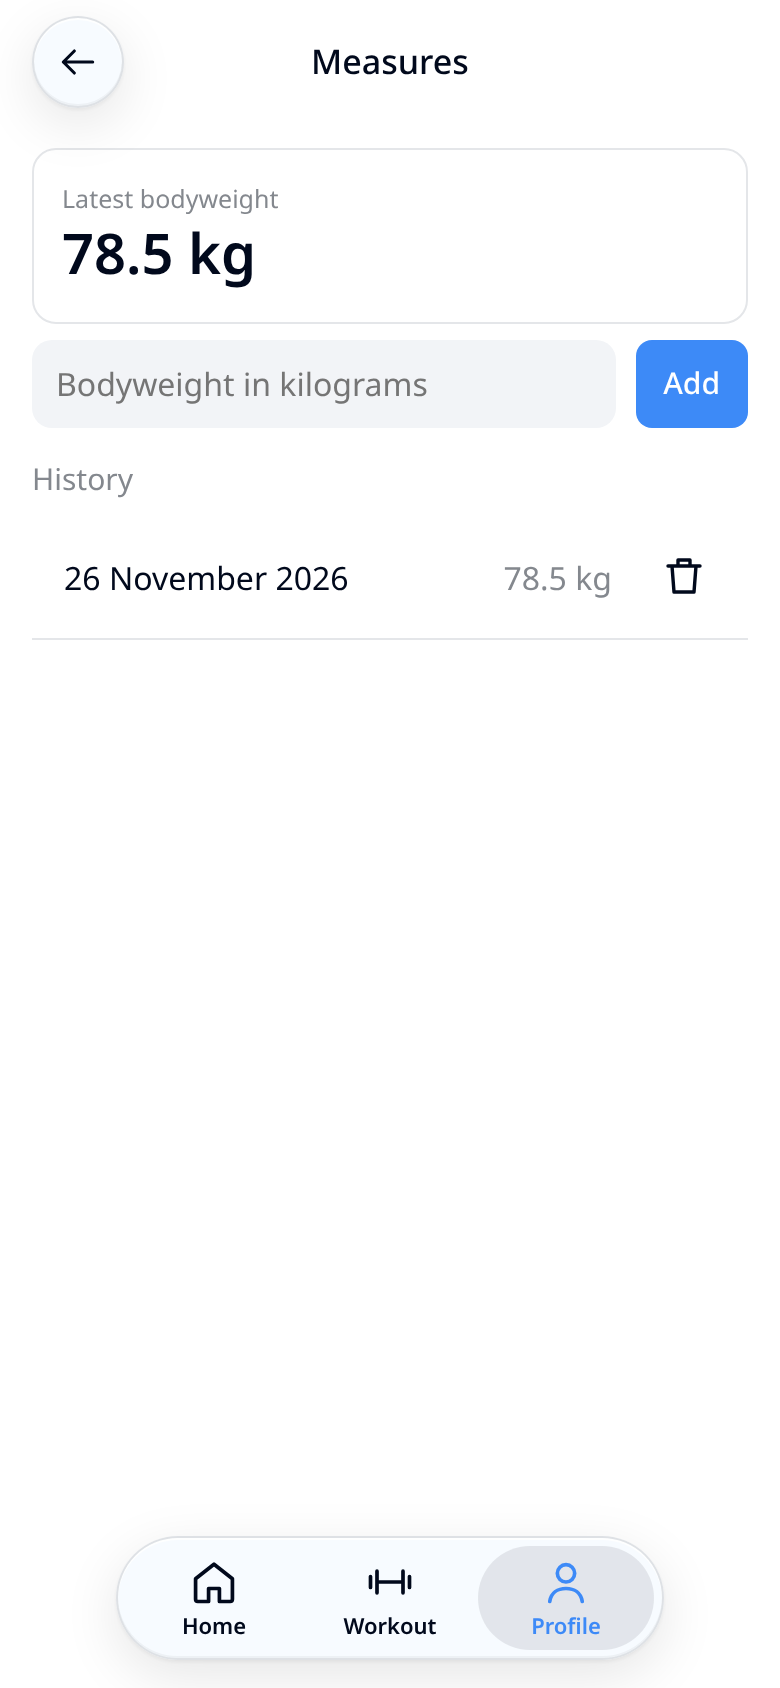 Measures
Latest bodyweight
78.5 kg
Bodyweight in kilograms
Add
History
26 November 2026
78.5 kg
Home
Workout
Profile